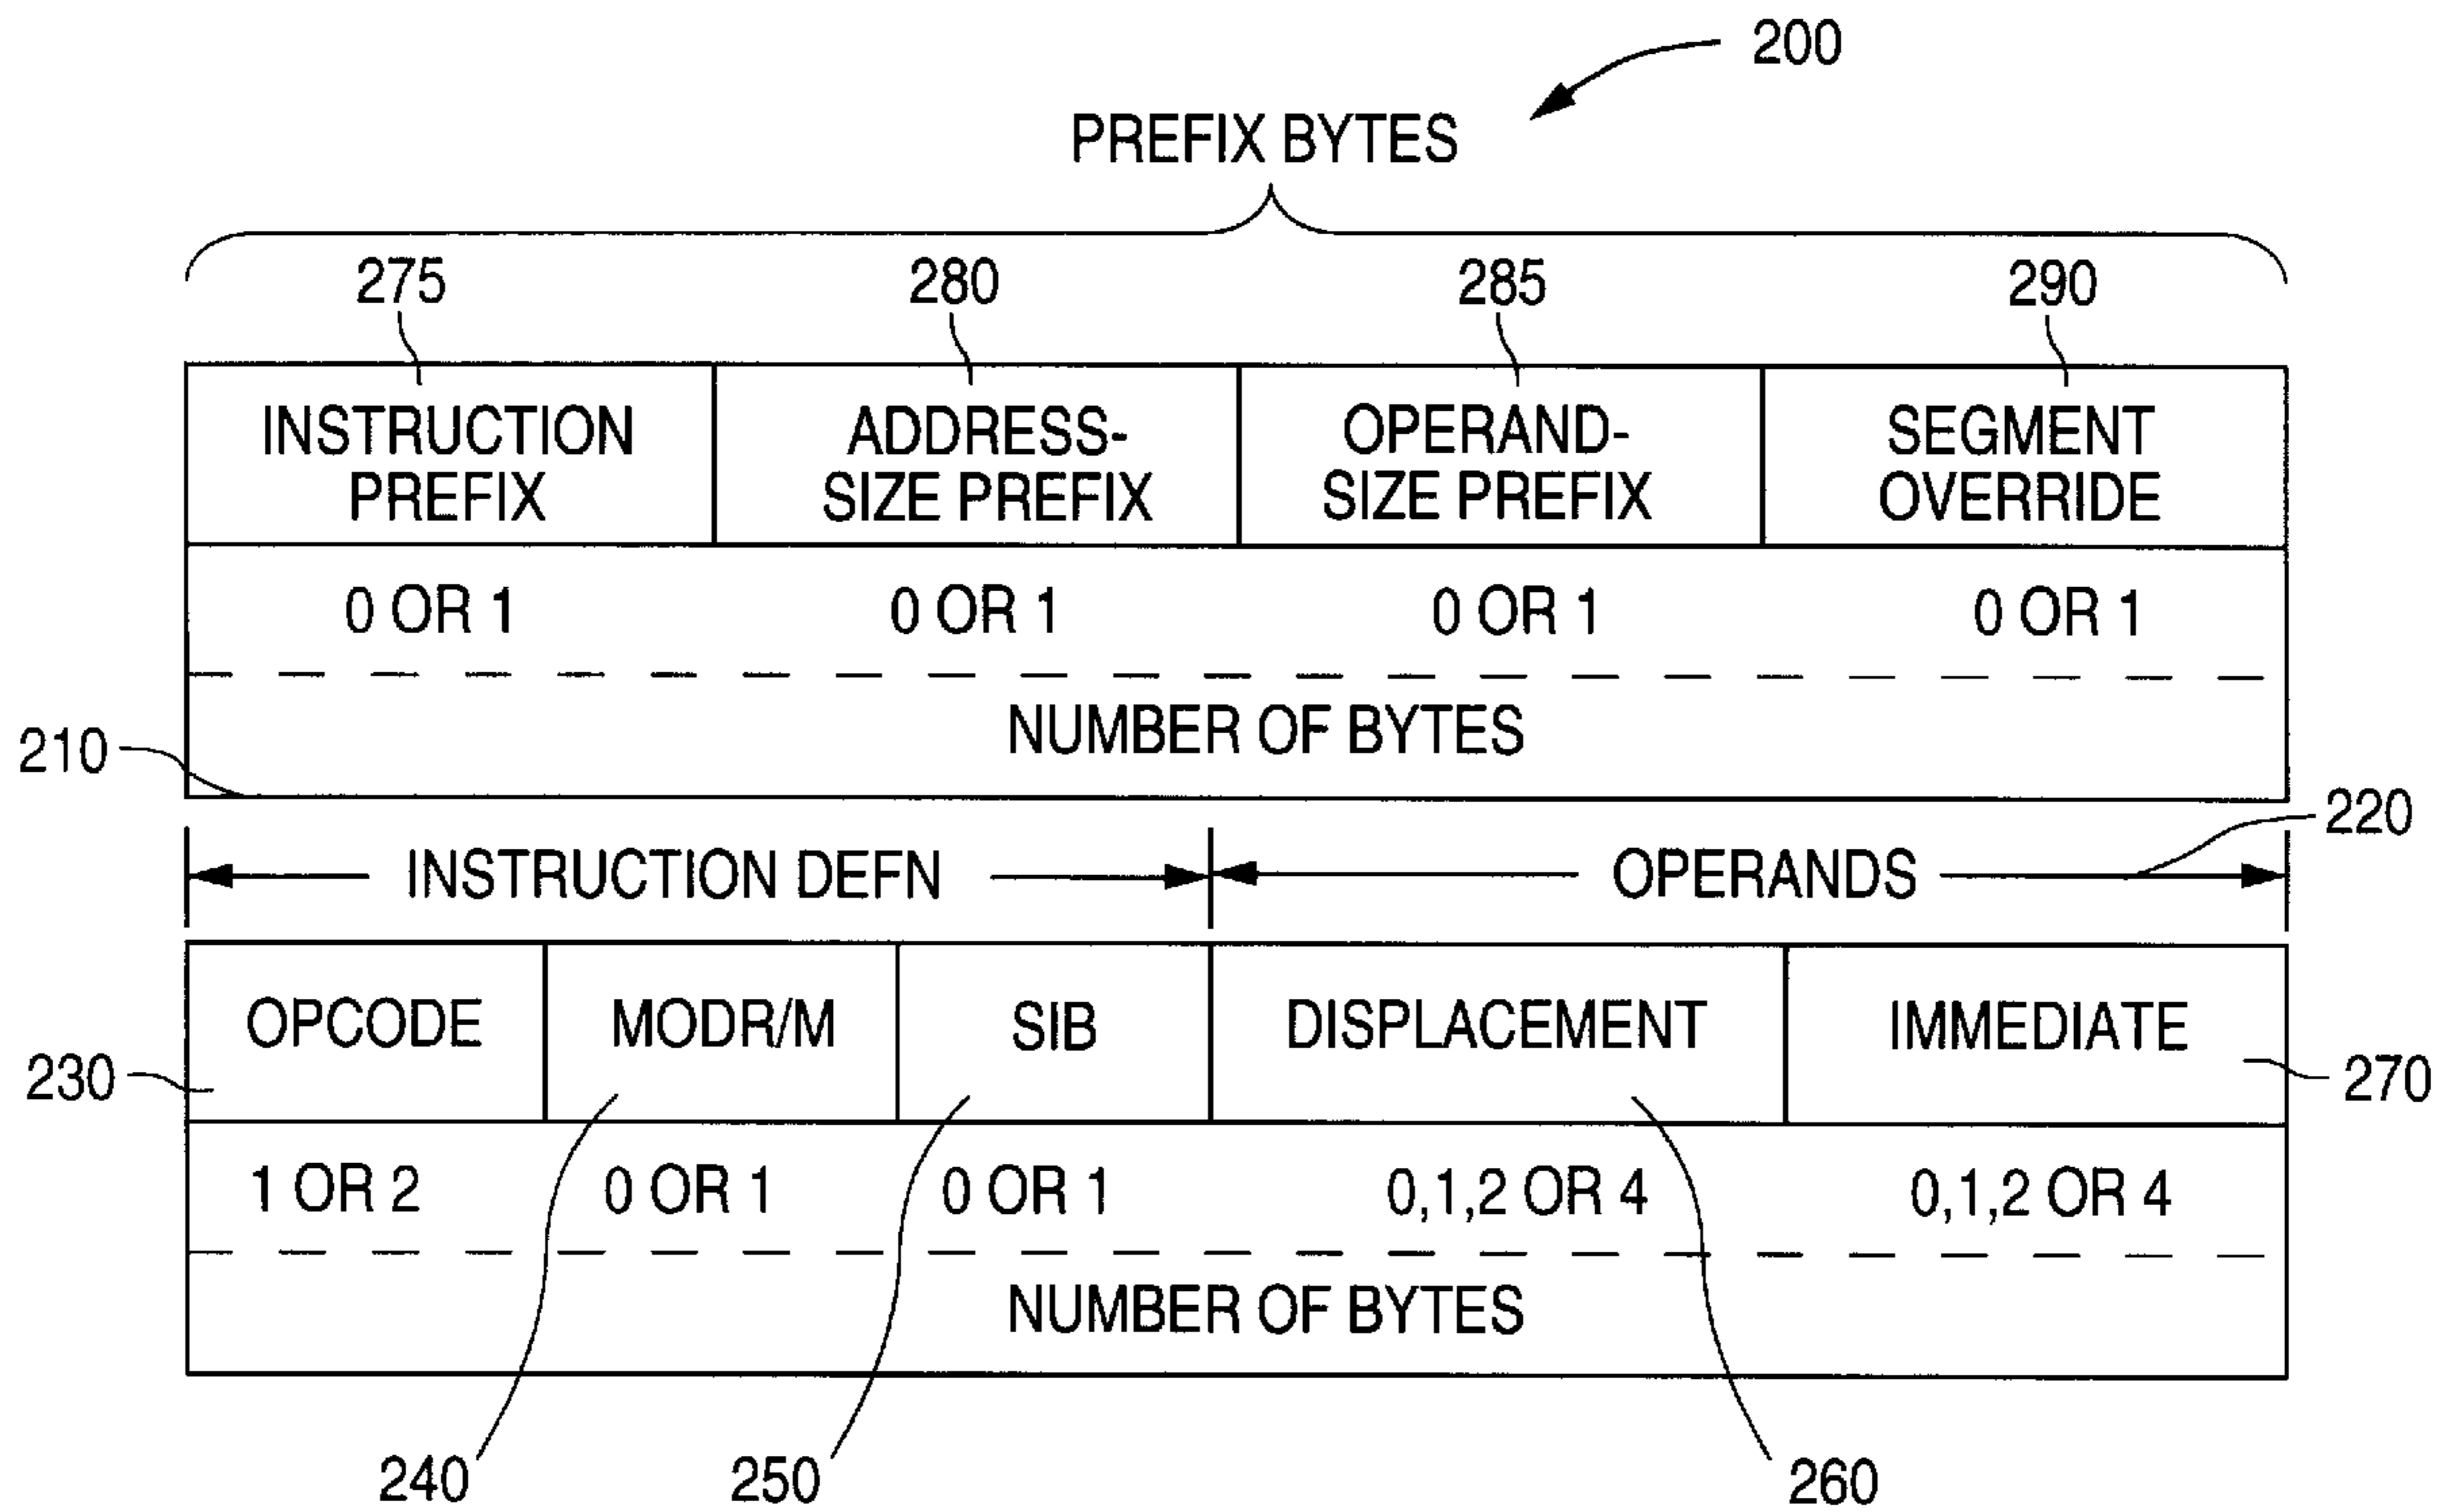 200
PREFIX BYTES
275 280 285 290
INSTRUCTION PREFIX
ADDRESS-SIZE PREFIX
OPERAND-SIZE PREFIX
SEGMENT OVERRIDE
0 OR 1 0 OR 1 0 OR 1 0 OR 1
NUMBER OF BYTES
210
220
INSTRUCTION DEFN OPERANDS
OPCODE MODR/M SIB DISPLACEMENT IMMEDIATE
230 270
1 OR 2 0 OR 1 0 OR 1 0,1,2 OR 4 0,1,2 OR 4
NUMBER OF BYTES
240 250 260